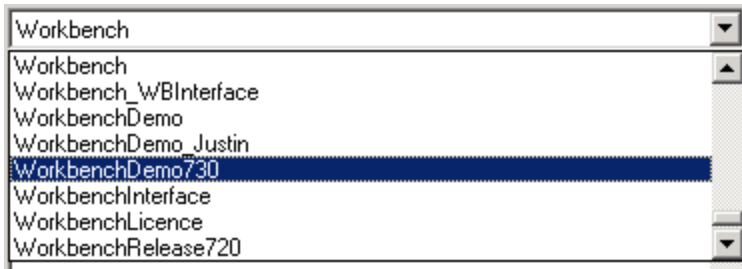 Workbench
Workbench
Workbench_WBInterface
WorkbenchDemo
WorkbenchDemo_Justin
WorkbenchDemo730
WorkbenchInterface
WorkbenchLicence
WorkbenchRelease720